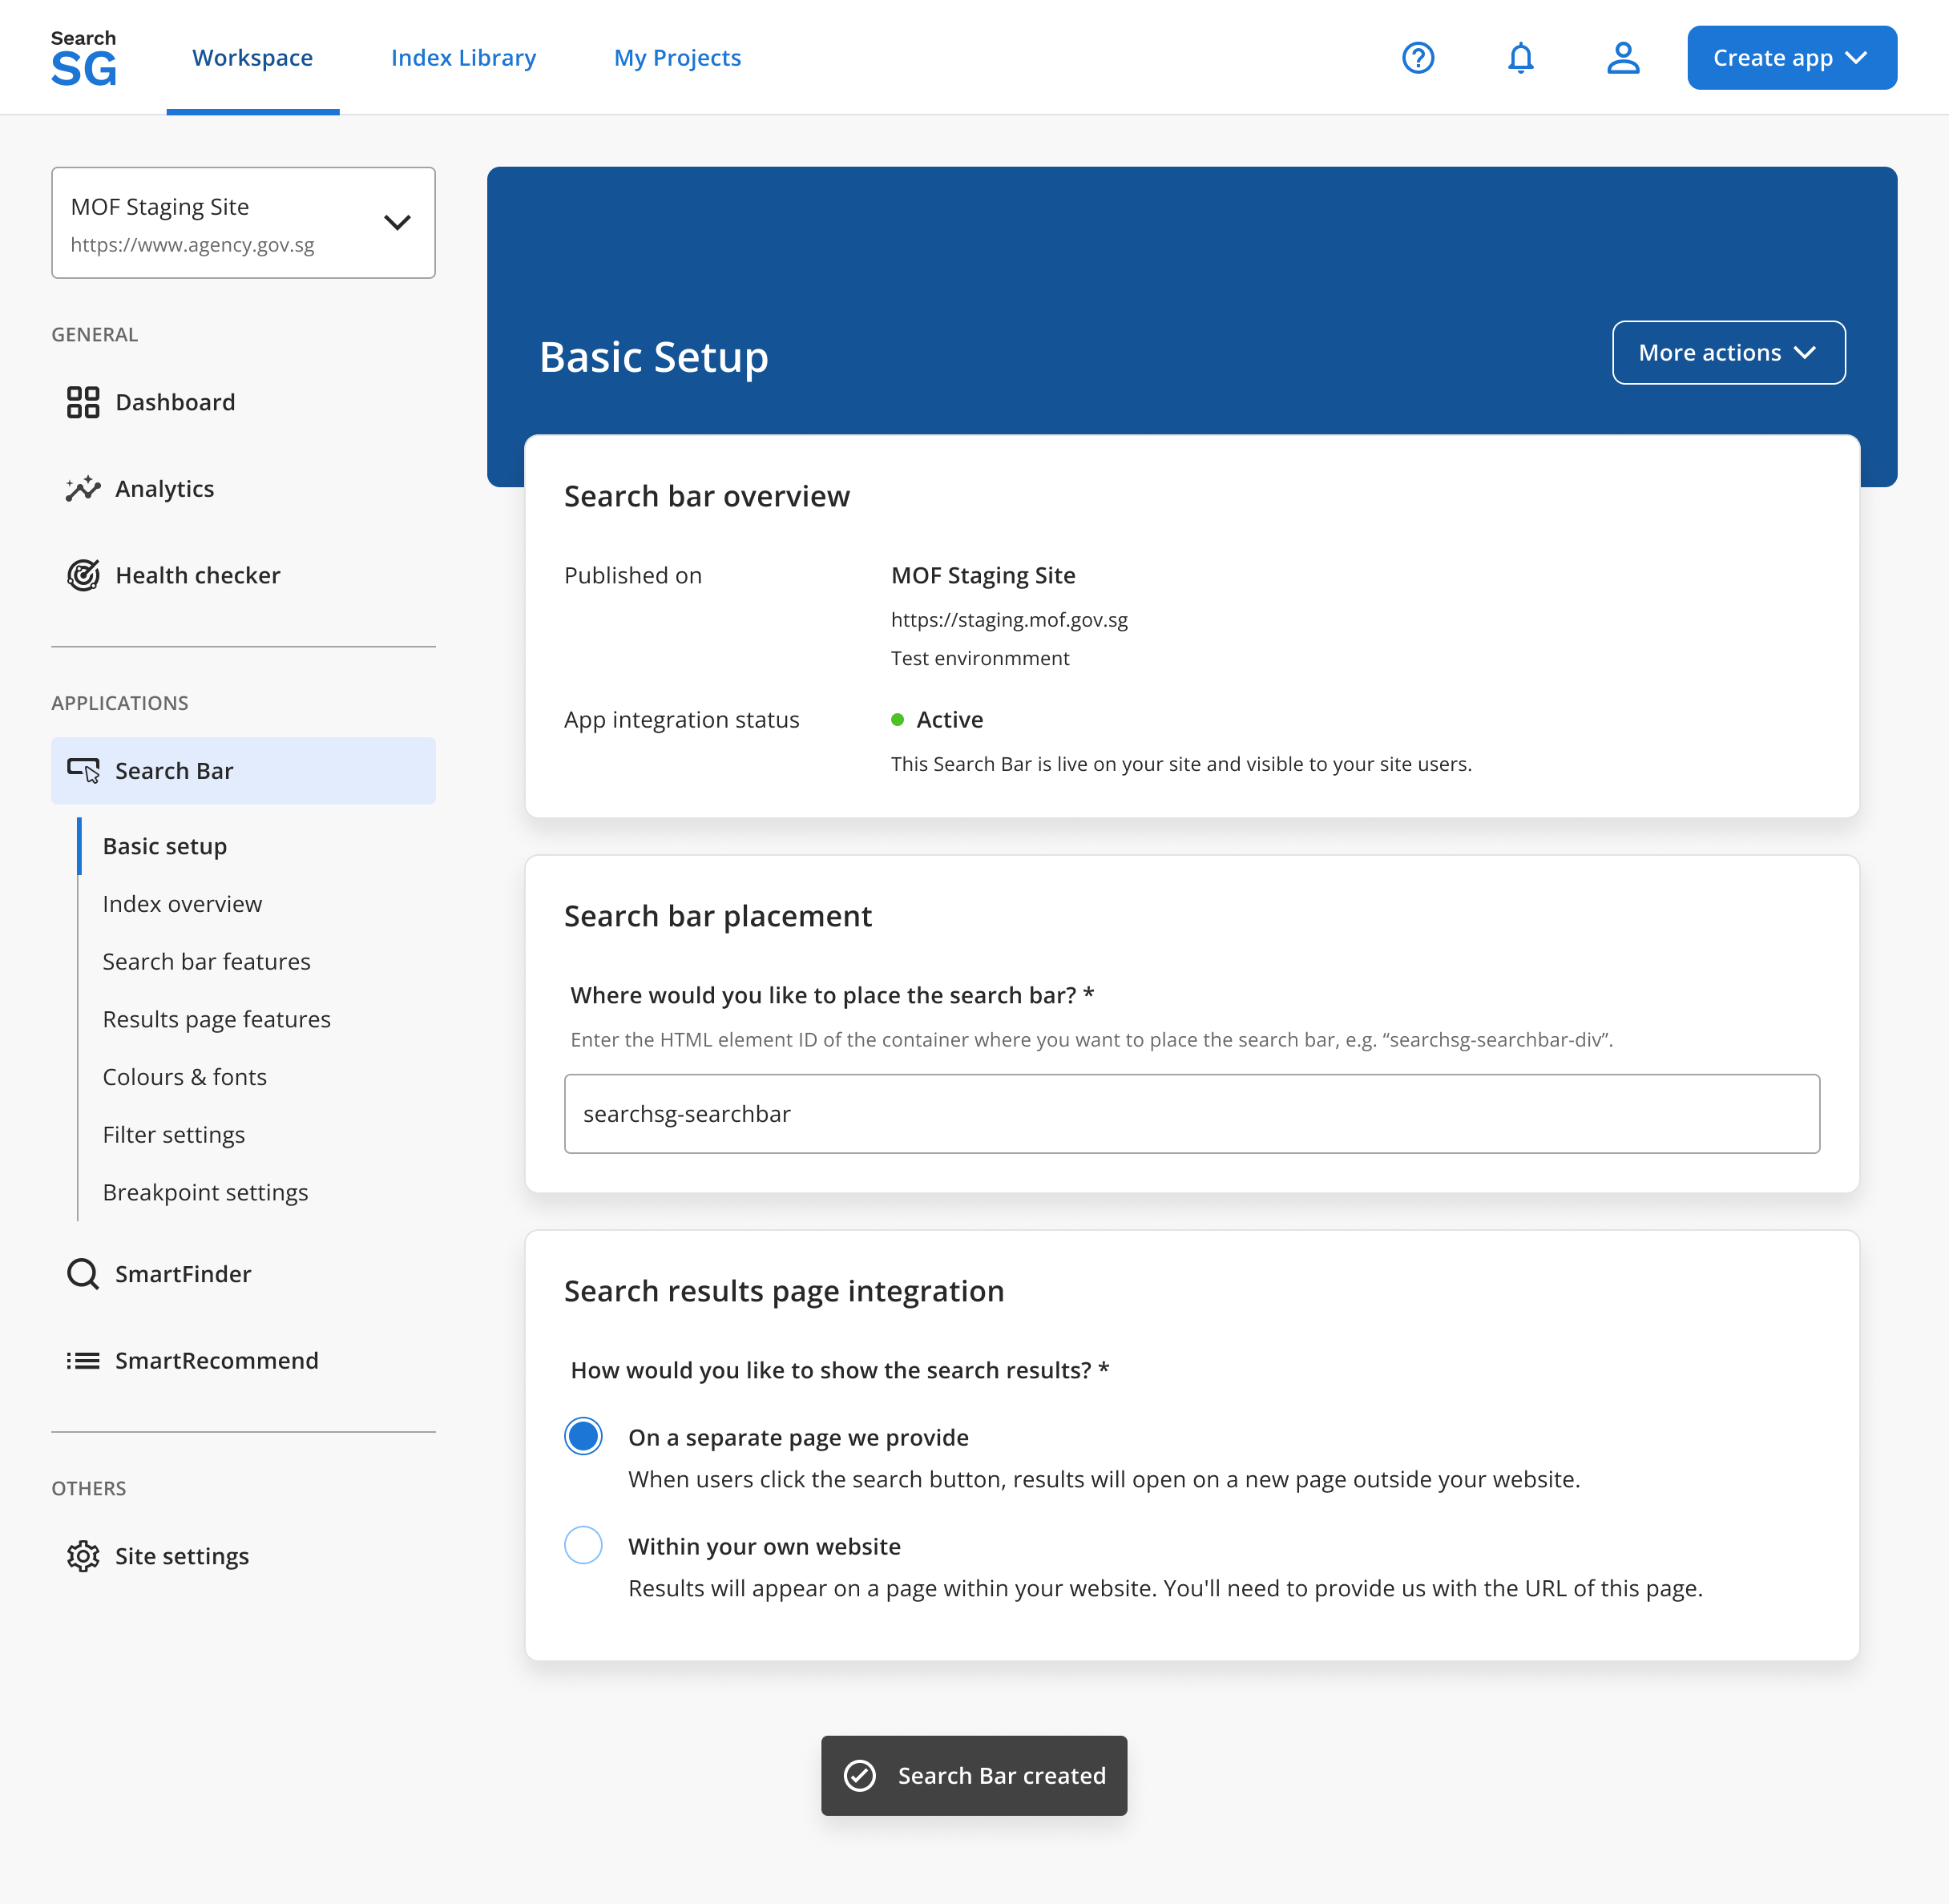 Search
SG
Workspace
Index Library
My Projects
Create app
MOF Staging Site
https://www.agency.gov.sg
GENERAL
Dashboard
Analytics
Health checker
APPLICATIONS
Search Bar
Basic setup
Index overview
Search bar features
Results page features
Colours & fonts
Filter settings
Breakpoint settings
SmartFinder
SmartRecommend
OTHERS
Site settings
Basic Setup
More actions
Search bar overview
Published on
MOF Staging Site
https://staging.mof.gov.sg
Test environmment
App integration status
Active
This Search Bar is live on your site and visible to your site users.
Search bar placement
Where would you like to place the search bar? *
Enter the HTML element ID of the container where you want to place the search bar, e.g. “searchsg-searchbar-div”.
searchsg-searchbar
Search results page integration
How would you like to show the search results? *
On a separate page we provide
When users click the search button, results will open on a new page outside your website.
Within your own website
Results will appear on a page within your website. You'll need to provide us with the URL of this page.
Search Bar created